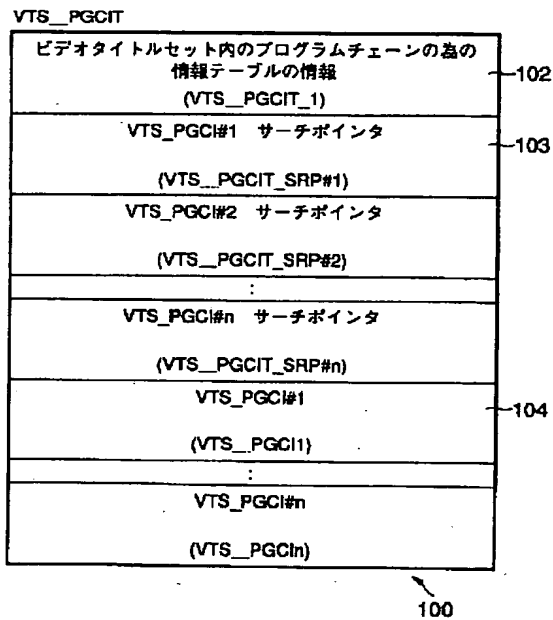 VTS__PGCIT
ビデオタイトルセット内のプログラムチェーンの為の
情報テーブルの情報
(VTS__PGCIT_1)
102
VTS_PGCI#1 サーチポインタ
103
(VTS__PGCIT_SRP#1)
VTS_PGCI#2 サーチポインタ
(VTS__PGCIT_SRP#2)
:
VTS_PGCI#n サーチポインタ
(VTS__PGCIT_SRP#n)
VTS_PGCI#1
104
(VTS__PGCI1)
:
VTS_PGCI#n
(VTS__PGCIn)
100